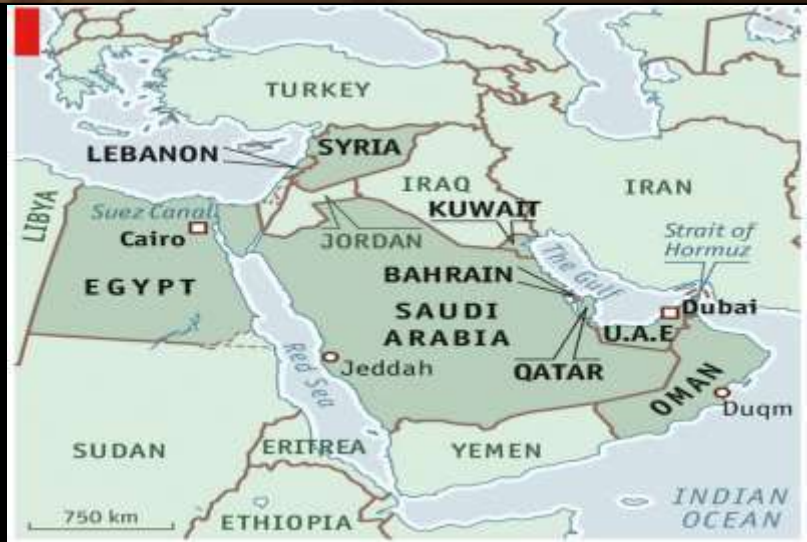 TURKEY
LEBANON
SYRIA
IRAQ
IRAN
LIBYA
Suez Canal
KUWAIT
Cairo
JORDAN
Strait of
Hormuz
The Gulf
BAHRAIN
EGYPT
SAUDI
ARABIA
Dubai
U.A.E
Red Sea
Jeddah
QATAR
OMAN
Duqm
SUDAN
ERITREA
YEMEN
INDIAN
OCEAN
750 km
ETHIOPIA